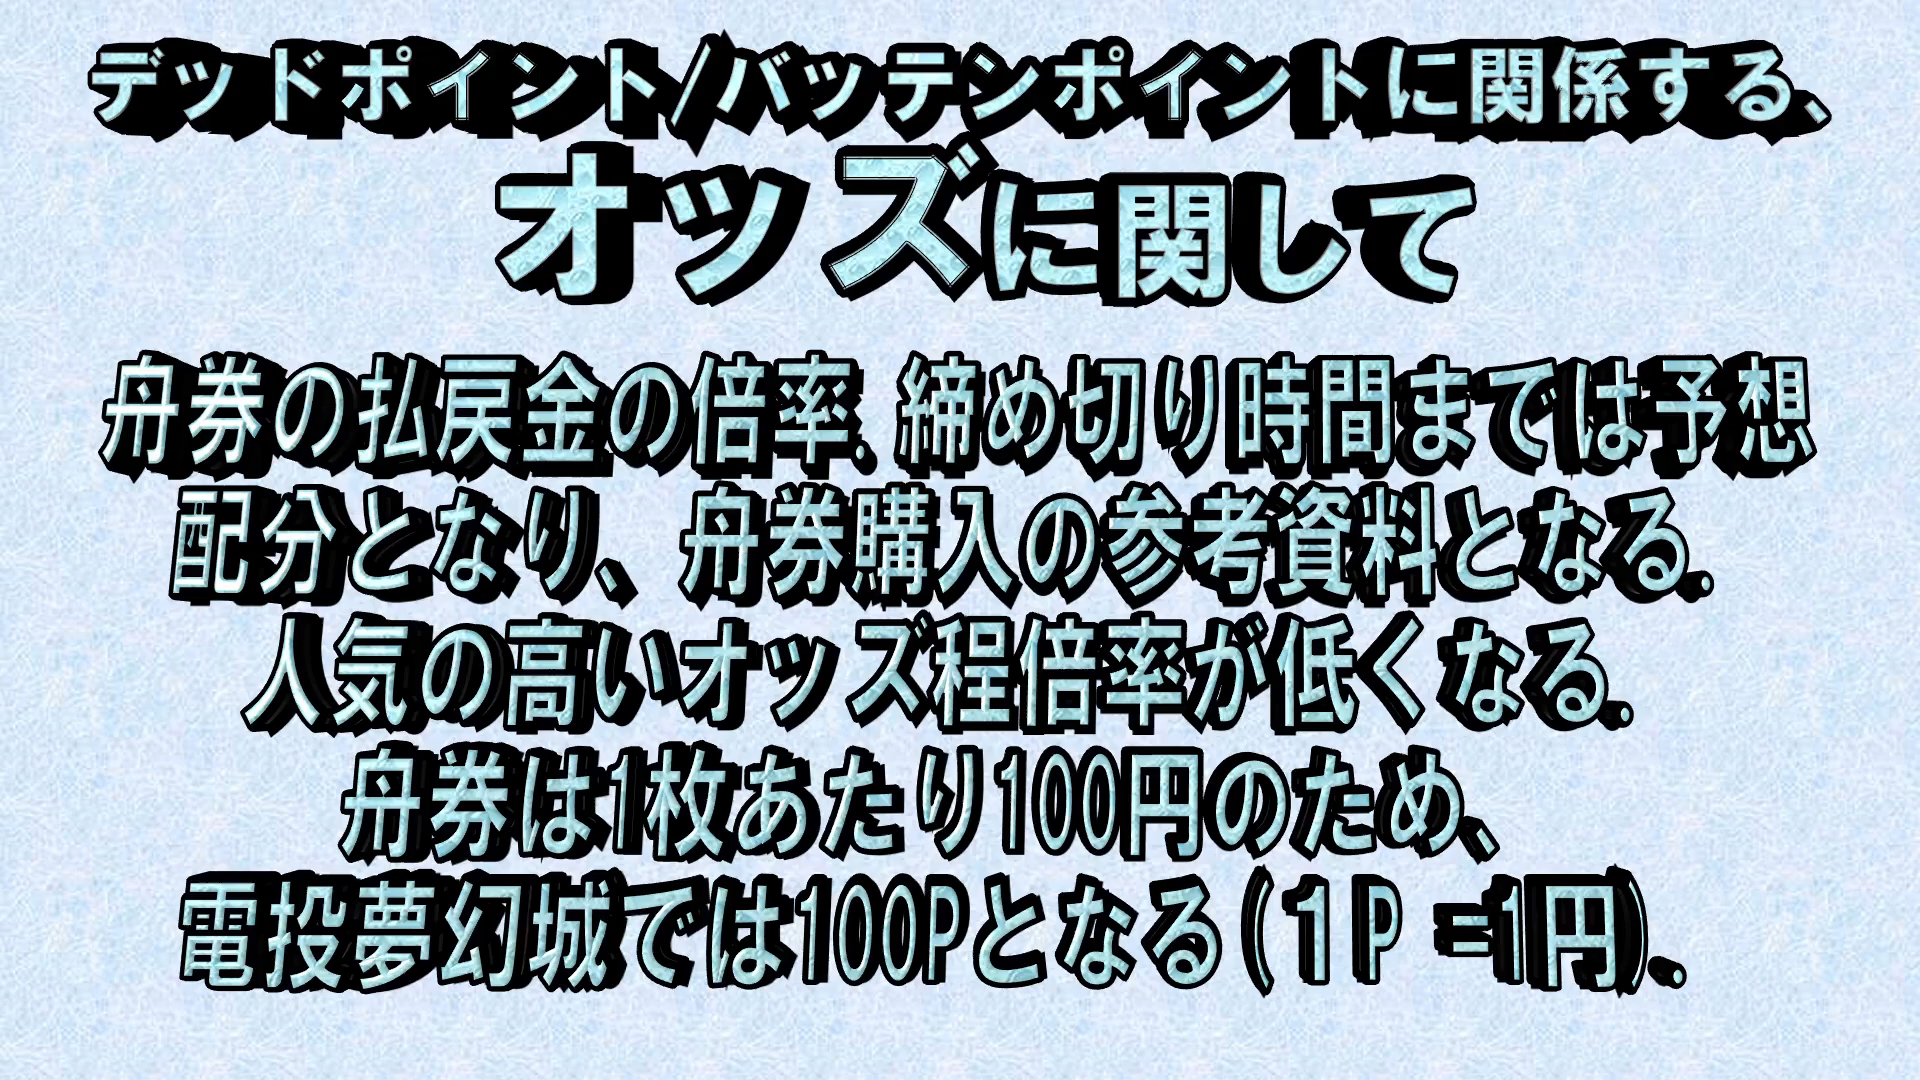 デッドポイント/バッテンポイントに関係する、
オッズに関して
舟券の払戻金の倍率.締め切り時間までは予想
配分となり、舟券購入の参考資料となる.
人気の高いオッズ程倍率が低くなる.
舟券は1枚あたり100円のため、
電投夢幻城では100Pとなる(１P =1円).